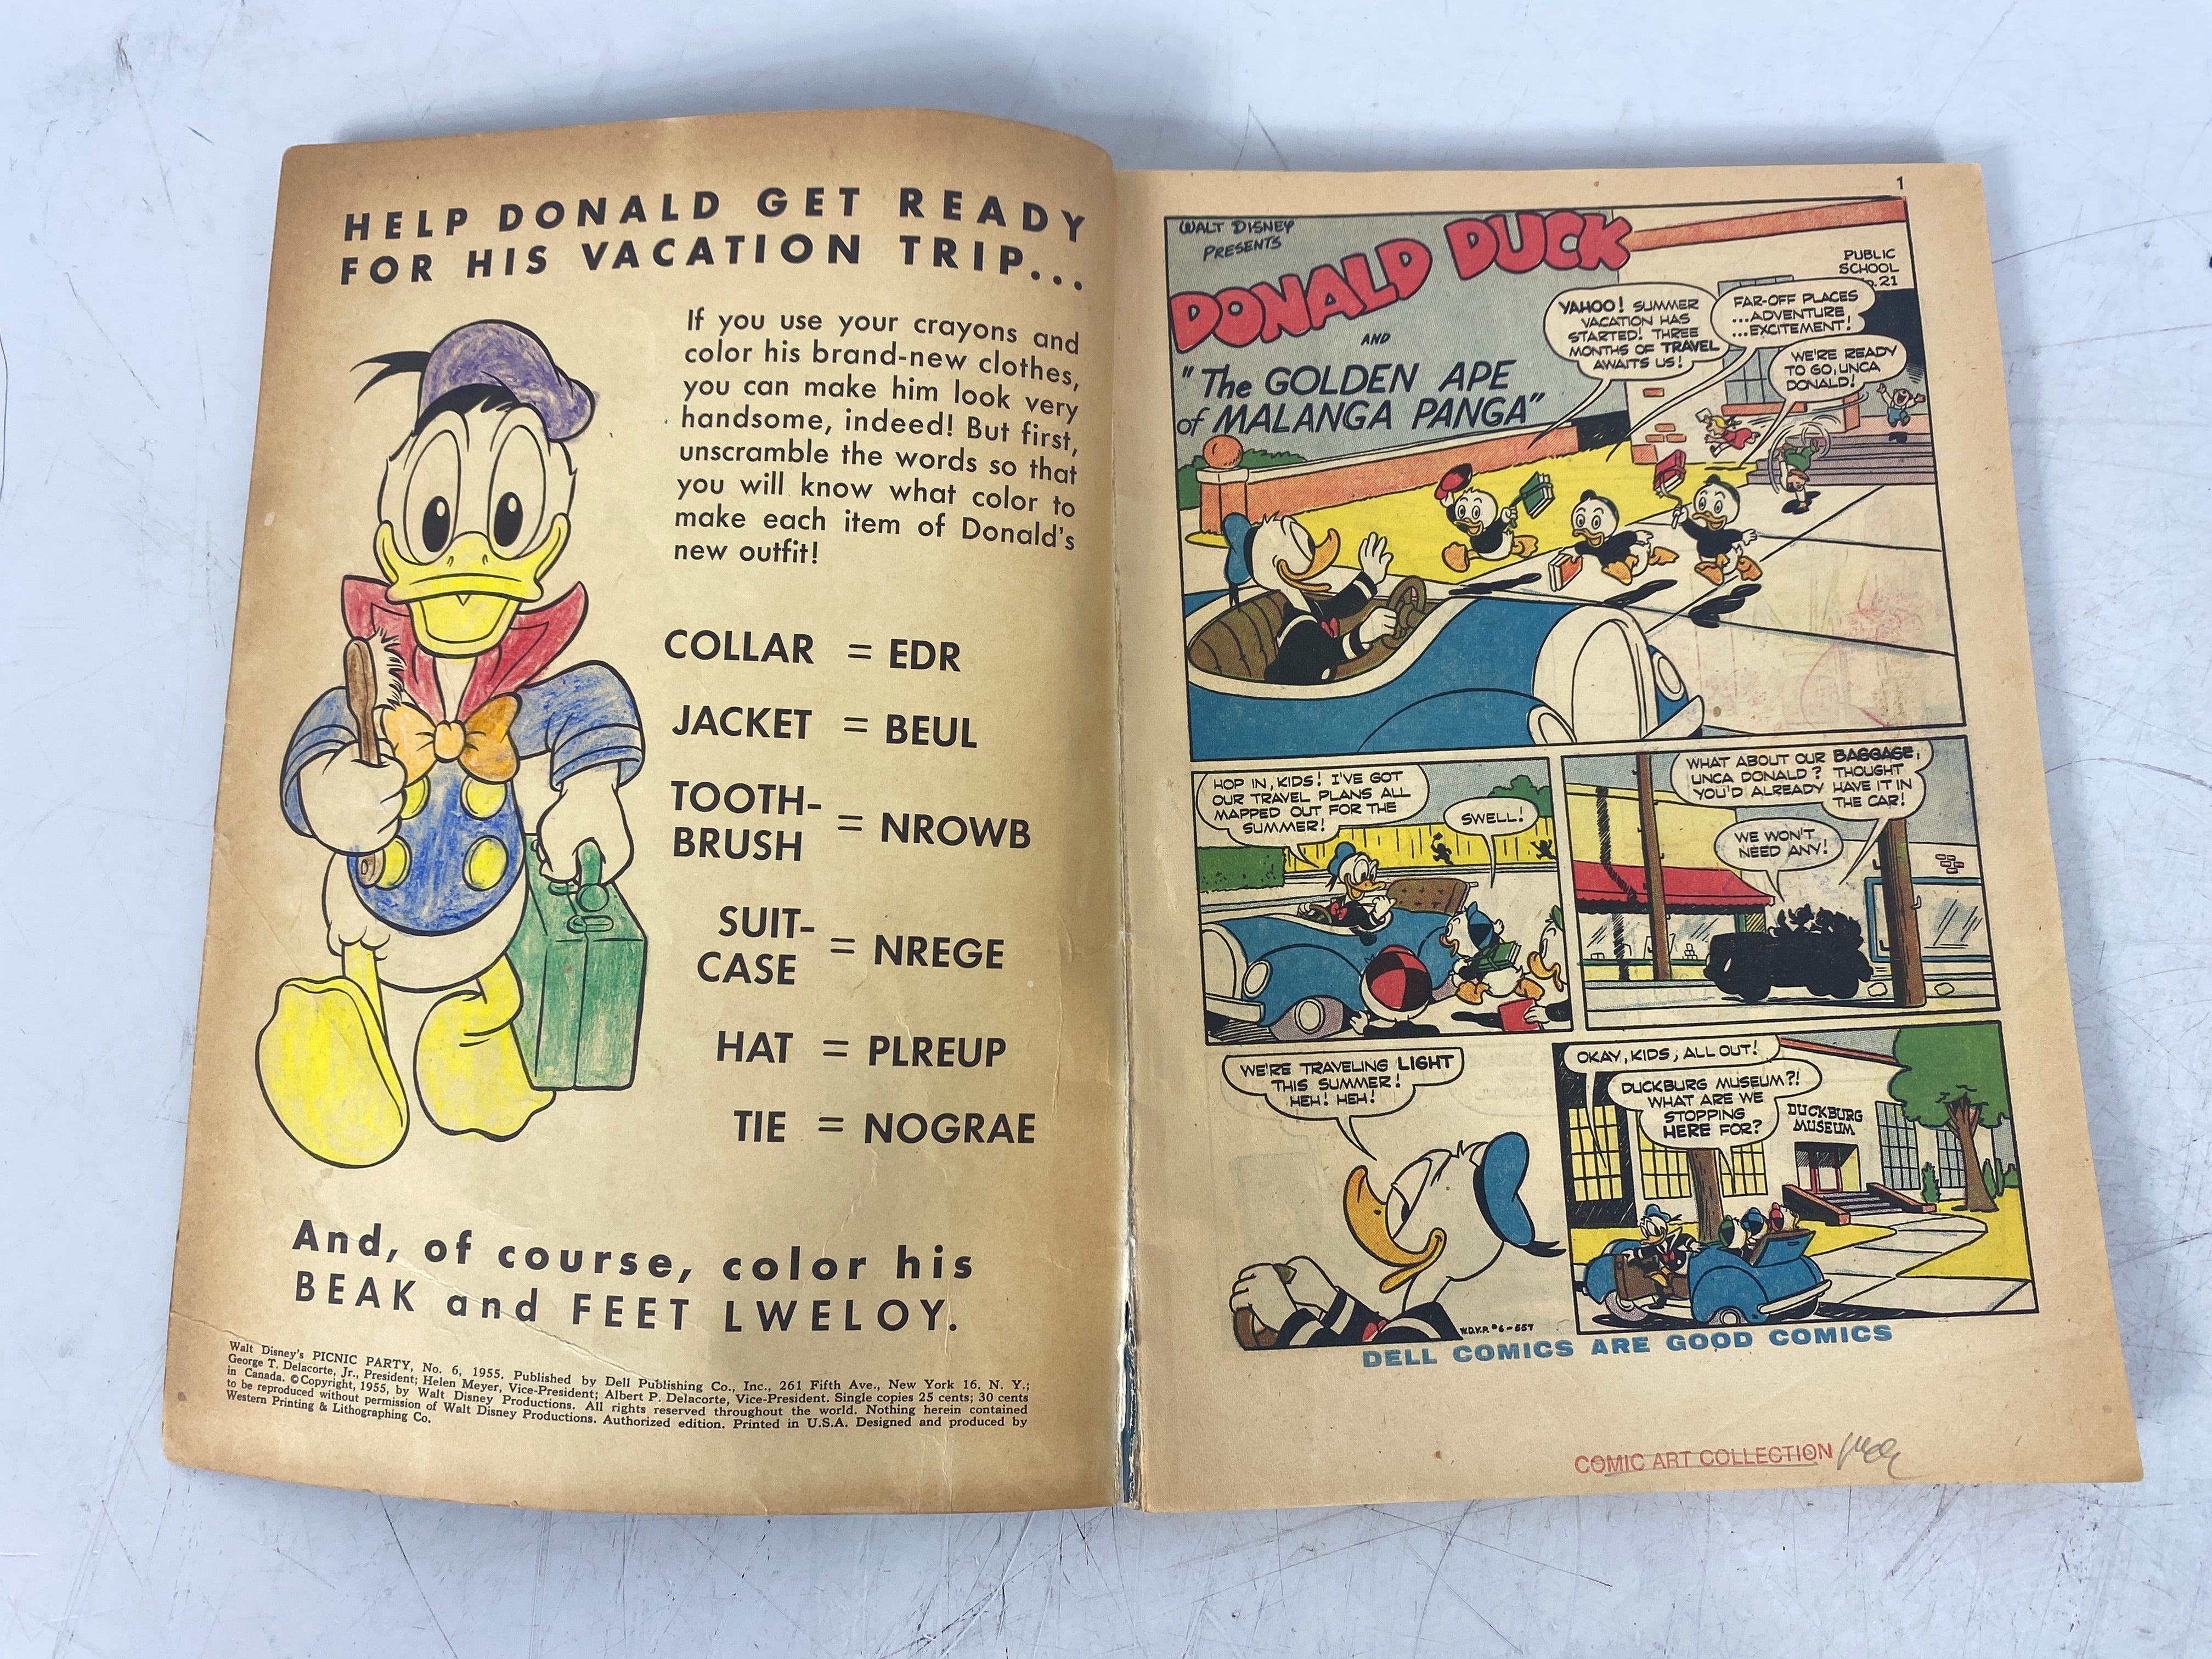 HELP DONALD GET READY
FOR HIS VACATION TRIP...
If you use your crayons and
color his brand-new clothes,
you can make him look very
handsome, indeed! But first,
unscramble the words so that
you will know what color to
make each item of Donald's
new outfit!
COLLAR = EDR
JACKET = BEUL
TOOTH-
BRUSH = NROWB
SUIT-
CASE = NREGE
HAT = PLREUP
TIE = NOGRAE
And, of course, color his
BEAK and FEET LWELOY.
Walt Disney's PICNIC PARTY, No. 6, 1955. Published by Dell Publishing Co., Inc., 261 Fifth Ave., New York 16, N. Y.;
George T. Delacorte, Jr., President; Helen Meyer, Vice-President; Albert P. Delacorte, Vice-President. Single copies 25 cents; 30 cents
in Canada. ©Copyright, 1955, by Walt Disney Productions. All rights reserved throughout the world. Nothing herein contained
to be reproduced without permission of Walt Disney Productions. Authorized edition. Printed in U.S.A. Designed and produced by
Western Printing & Lithographing Co.
1
WALT DISNEY
PRESENTS
DONALD DUCK
AND
"The GOLDEN APE
of MALANGA PANGA"
PUBLIC
SCHOOL
.21
YAHOO! SUMMER
VACATION HAS
STARTED! THREE
MONTHS OF TRAVEL
AWAITS US!
FAR-OFF PLACES
...ADVENTURE
...EXCITEMENT!
WE'RE READY
TO GO, UNCA
DONALD!
HOP IN, KIDS! I'VE GOT
OUR TRAVEL PLANS ALL
MAPPED OUT FOR THE
SUMMER!
SWELL!
WHAT ABOUT OUR BAGGAGE,
UNCA DONALD? THOUGHT
YOU'D ALREADY HAVE IT IN
THE CAR!
WE WON'T
NEED ANY!
WE'RE TRAVELING LIGHT
THIS SUMMER!
HEH! HEH!
W.D.V.P. #6-557
OKAY, KIDS, ALL OUT!
DUCKBURG MUSEUM?!
WHAT ARE WE
STOPPING
HERE FOR?
DUCKBURG
MUSEUM
DELL COMICS ARE GOOD COMICS
COMIC ART COLLECTION